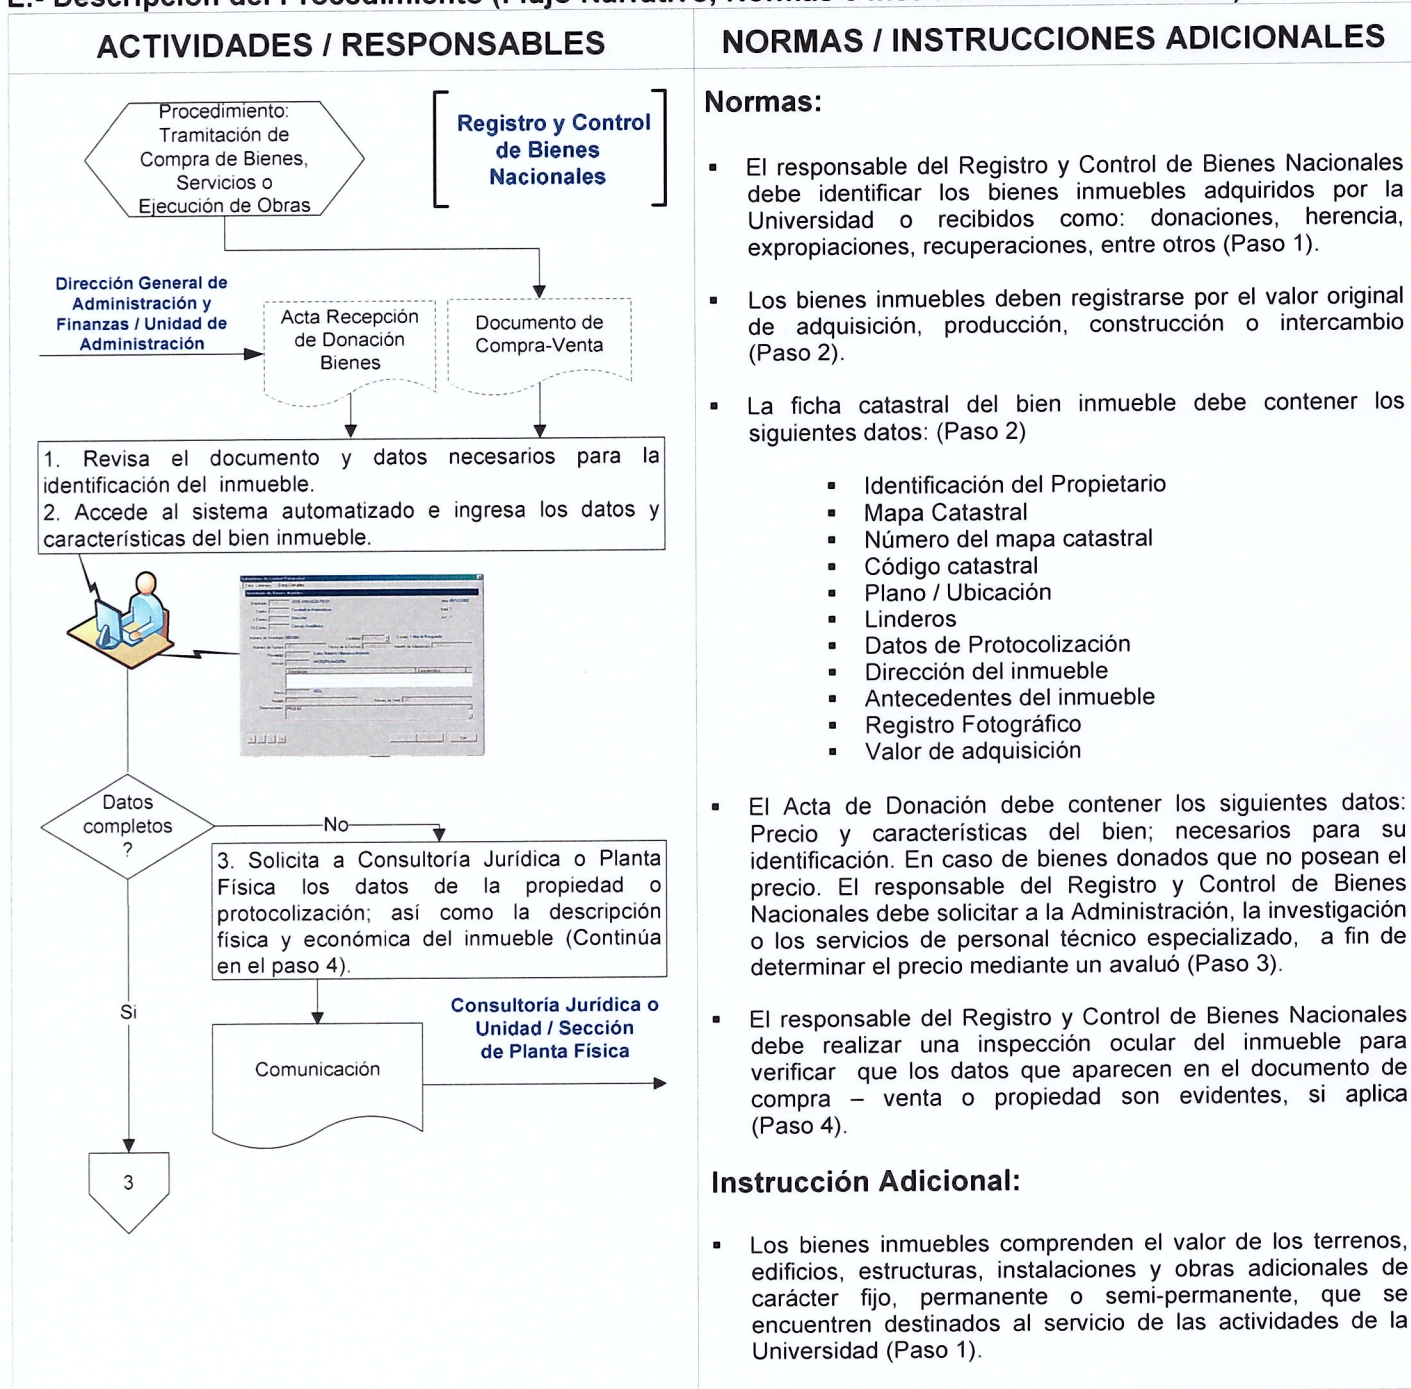 ACTIVIDADES / RESPONSABLES
Procedimiento:
Tramitación de
Compra de Bienes,
Servicios o
Ejecución de Obras
Registro y Control
de Bienes
Nacionales
Dirección General de
Administración y
Finanzas / Unidad de
Administración
Acta Recepción
de Donación
Bienes
Documento de
Compra-Venta
1. Revisa el documento y datos necesarios para la
identificación del inmueble.
2. Accede al sistema automatizado e ingresa los datos y
características del bien inmueble.
Datos
completos
?
No
3. Solicita a Consultoría Jurídica o Planta
Física los datos de la propiedad o
protocolización; así como la descripción
física y económica del inmueble (Continúa
en el paso 4).
Si
Consultoría Jurídica o
Unidad / Sección
de Planta Física
Comunicación
3
NORMAS / INSTRUCCIONES ADICIONALES
Normas:
▪ El responsable del Registro y Control de Bienes Nacionales
debe identificar los bienes inmuebles adquiridos por la
Universidad o recibidos como: donaciones, herencia,
expropiaciones, recuperaciones, entre otros (Paso 1).
▪ Los bienes inmuebles deben registrarse por el valor original
de adquisición, producción, construcción o intercambio
(Paso 2).
▪ La ficha catastral del bien inmueble debe contener los
siguientes datos: (Paso 2)
▪ Identificación del Propietario
▪ Mapa Catastral
▪ Número del mapa catastral
▪ Código catastral
▪ Plano / Ubicación
▪ Linderos
▪ Datos de Protocolización
▪ Dirección del inmueble
▪ Antecedentes del inmueble
▪ Registro Fotográfico
▪ Valor de adquisición
▪ El Acta de Donación debe contener los siguientes datos:
Precio y características del bien; necesarios para su
identificación. En caso de bienes donados que no posean el
precio. El responsable del Registro y Control de Bienes
Nacionales debe solicitar a la Administración, la investigación
o los servicios de personal técnico especializado, a fin de
determinar el precio mediante un avaluó (Paso 3).
▪ El responsable del Registro y Control de Bienes Nacionales
debe realizar una inspección ocular del inmueble para
verificar que los datos que aparecen en el documento de
compra – venta o propiedad son evidentes, si aplica
(Paso 4).
Instrucción Adicional:
▪ Los bienes inmuebles comprenden el valor de los terrenos,
edificios, estructuras, instalaciones y obras adicionales de
carácter fijo, permanente o semi-permanente, que se
encuentren destinados al servicio de las actividades de la
Universidad (Paso 1).